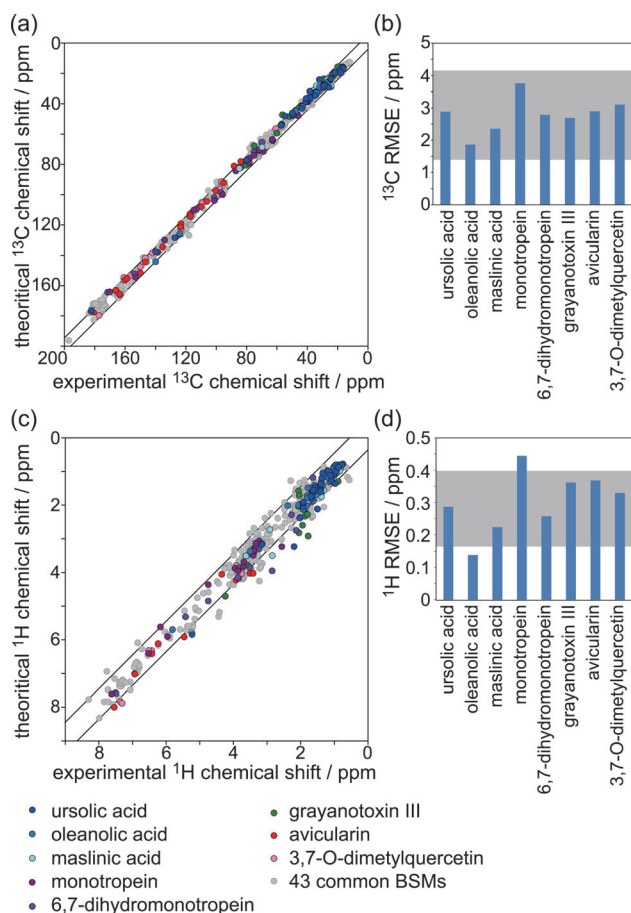 (a)
theoritical ¹³C chemical shift / ppm
0
40
80
120
160
200 160 120 80 40 0
experimental ¹³C chemical shift / ppm
(b)
¹³C RMSE / ppm
5
4
3
2
1
0
ursolic acid
oleanolic acid
maslinic acid
monotropein
6,7-dihydromonotropein
grayanotoxin III
avicularin
3,7-O-dimetylquercetin
(c)
theoritical ¹H chemical shift / ppm
0
2
4
6
8
8 6 4 2 0
experimental ¹H chemical shift / ppm
(d)
¹H RMSE / ppm
0.5
0.4
0.3
0.2
0.1
0
ursolic acid
oleanolic acid
maslinic acid
monotropein
6,7-dihydromonotropein
grayanotoxin III
avicularin
3,7-O-dimetylquercetin
ursolic acid
oleanolic acid
maslinic acid
monotropein
6,7-dihydromonotropein
grayanotoxin III
avicularin
3,7-O-dimetylquercetin
43 common BSMs